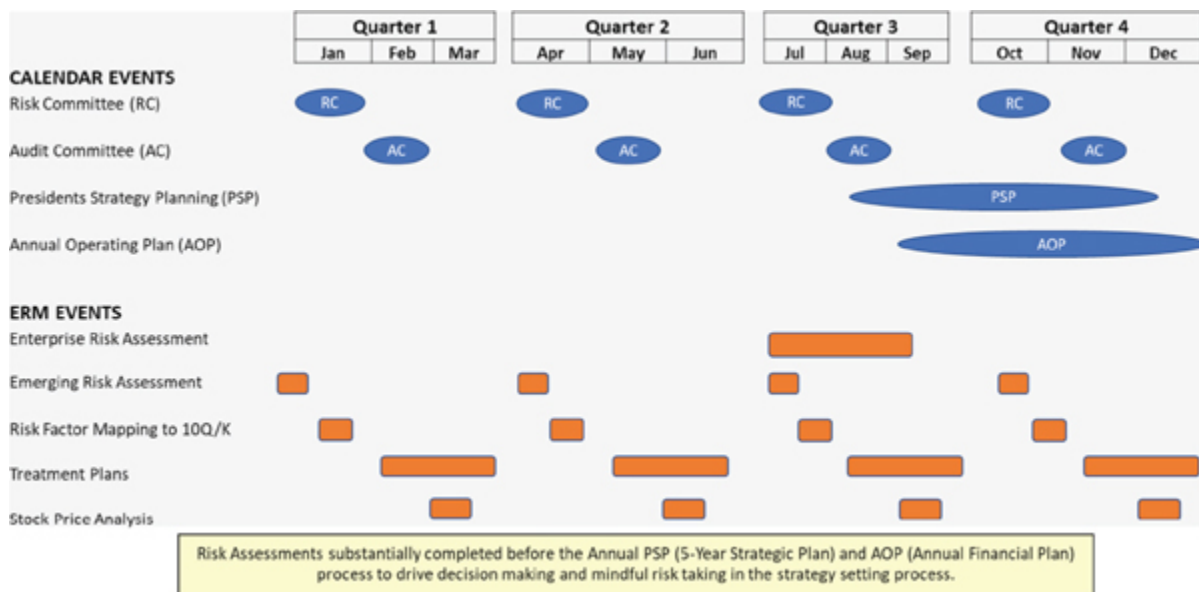 Quarter 1 Quarter 2 Quarter 3 Quarter 4
Jan Feb Mar Apr May Jun Jul Aug Sep Oct Nov Dec
CALENDAR EVENTS
Risk Committee (RC) RC RC RC RC
Audit Committee (AC) AC AC AC AC
Presidents Strategy Planning (PSP) PSP
Annual Operating Plan (AOP) AOP
ERM EVENTS
Enterprise Risk Assessment
Emerging Risk Assessment
Risk Factor Mapping to 10Q/K
Treatment Plans
Stock Price Analysis
Risk Assessments substantially completed before the Annual PSP (5-Year Strategic Plan) and AOP (Annual Financial Plan)
process to drive decision making and mindful risk taking in the strategy setting process.